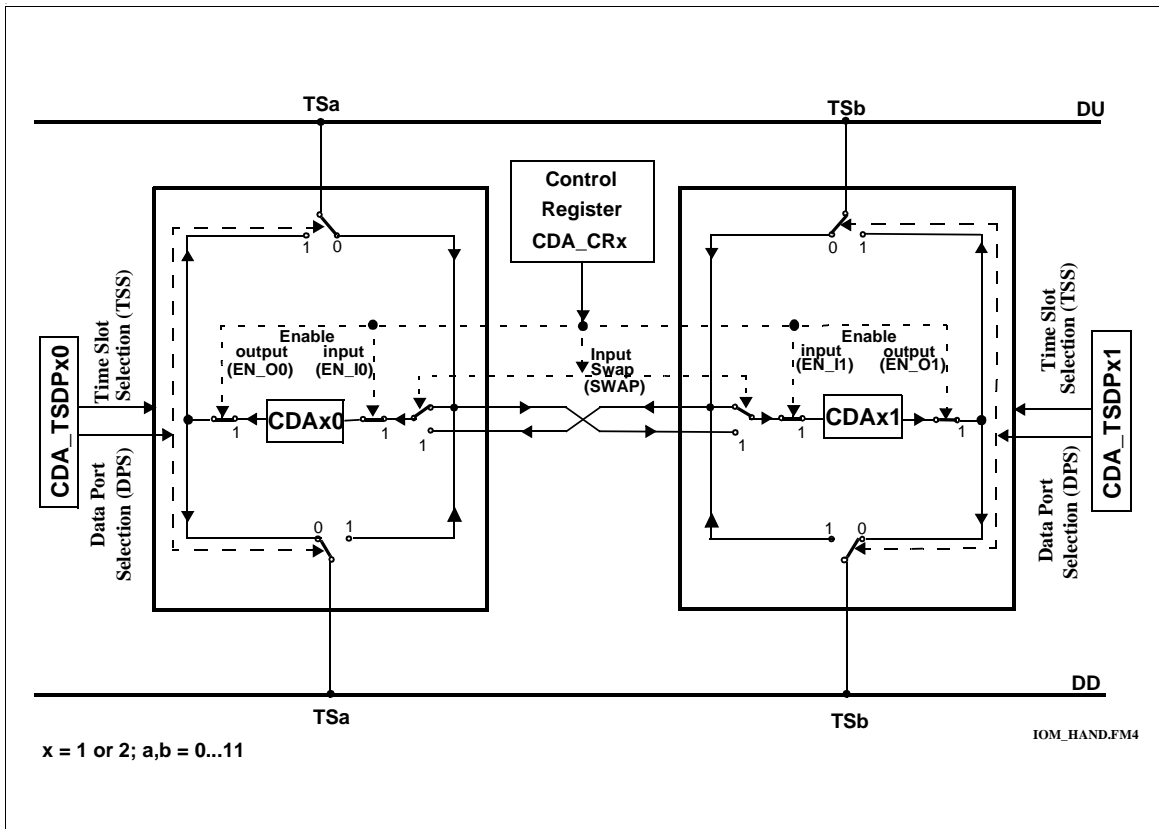 TSa
TSb
DU
Control
Register
CDA_CRx
1
0
0
1
Time Slot
Selection (TSS)
Time Slot
Selection (TSS)
Enable
output
(EN_O0)
input
(EN_I0)
Input
Swap
(SWAP)
Enable
input
(EN_I1)
output
(EN_O1)
CDA_TSDPx0
CDAx0
CDAx1
CDA_TSDPx1
1
1
1
1
1
1
Data Port
Selection (DPS)
Data Port
Selection (DPS)
0
1
1
0
DD
TSa
TSb
IOM_HAND.FM4
x = 1 or 2; a,b = 0...11